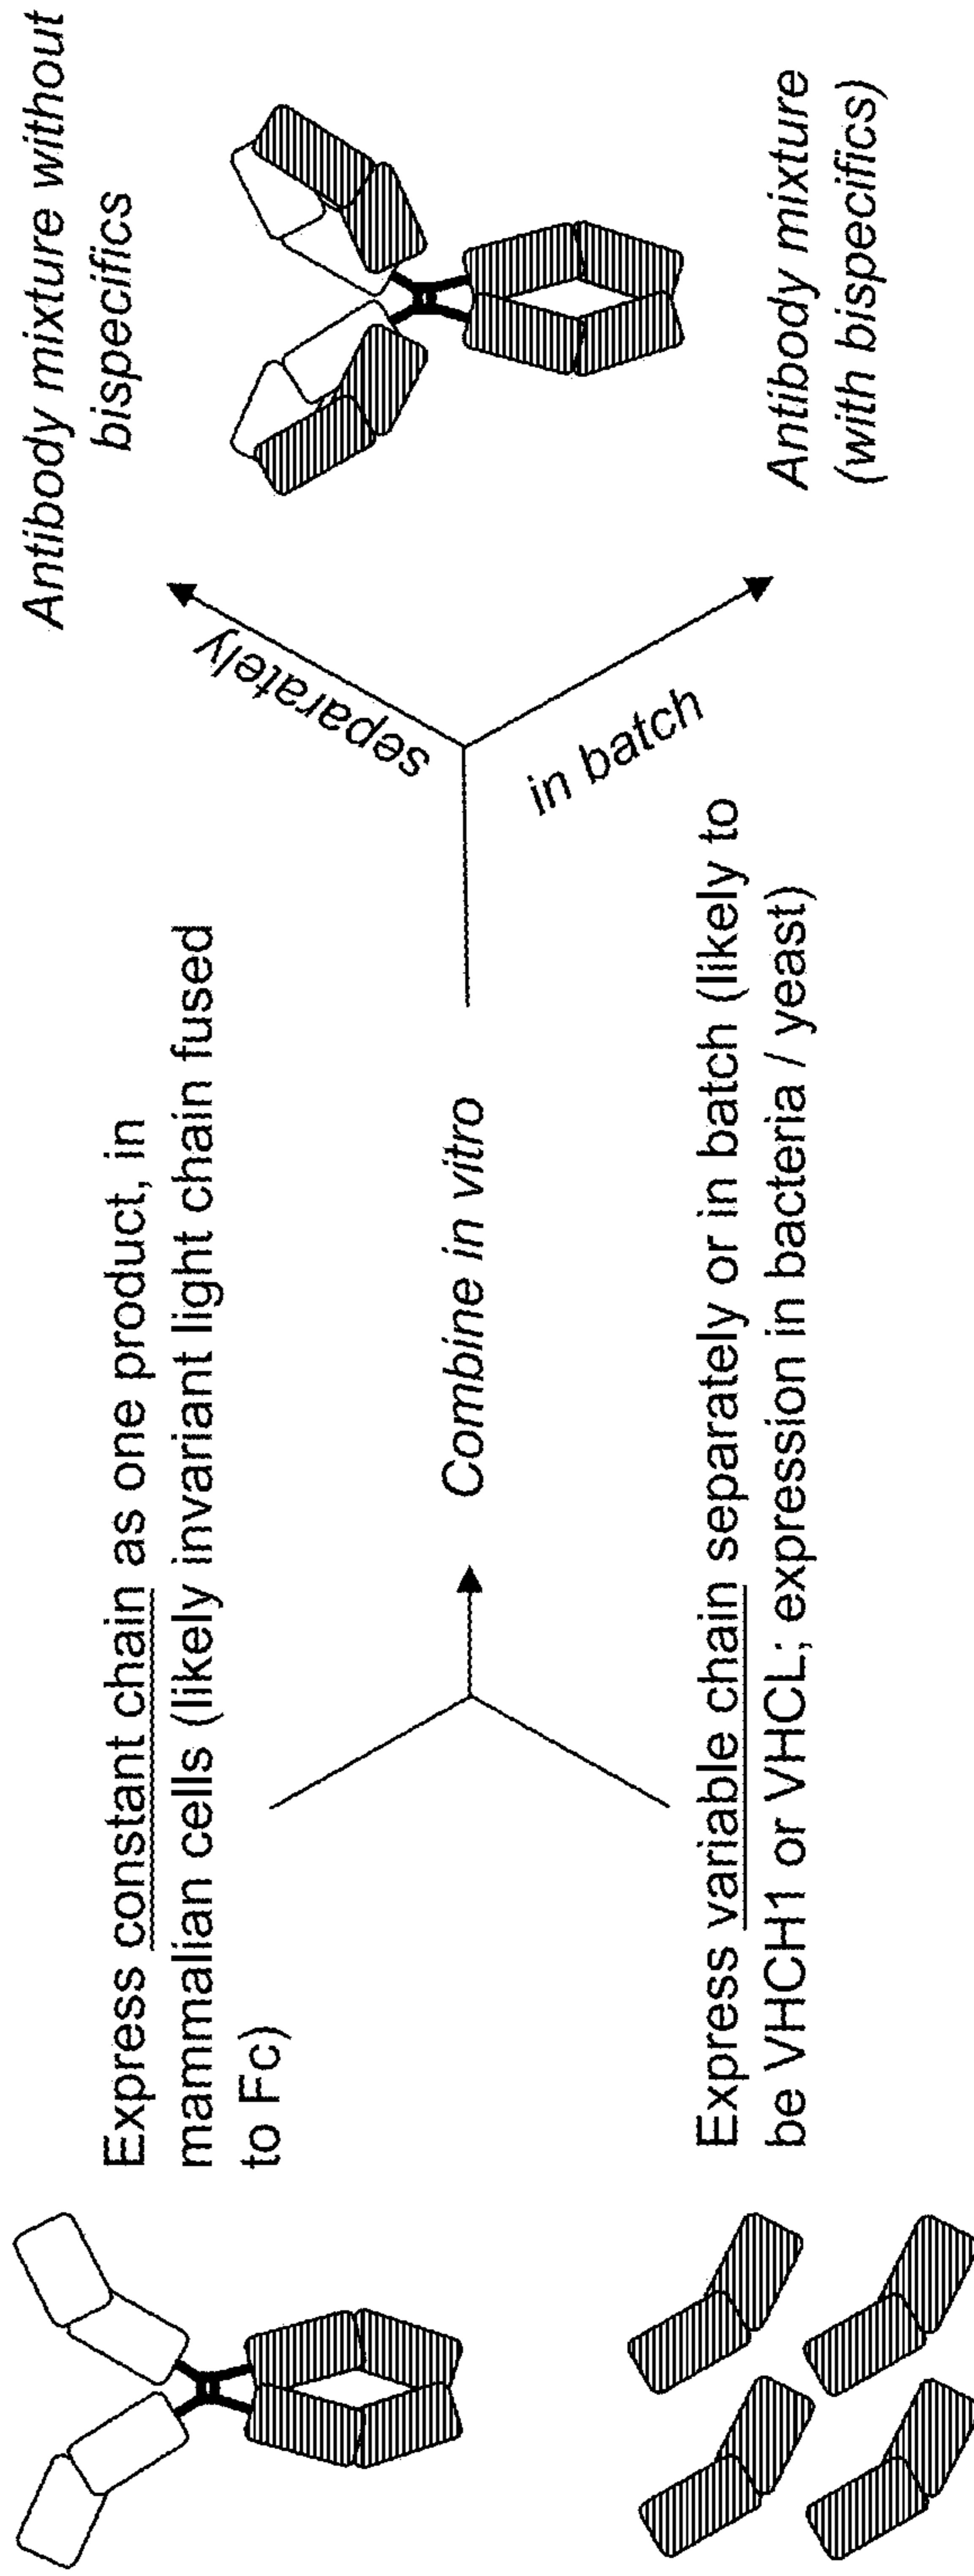 Express constant chain as one product, in
mammalian cells (likely invariant light chain fused
to Fc)
Combine in vitro
Express variable chain separately or in batch (likely to
be VHCH1 or VHCL; expression in bacteria / yeast)
separately
in batch
Antibody mixture without
bispecifics
Antibody mixture
(with bispecifics)